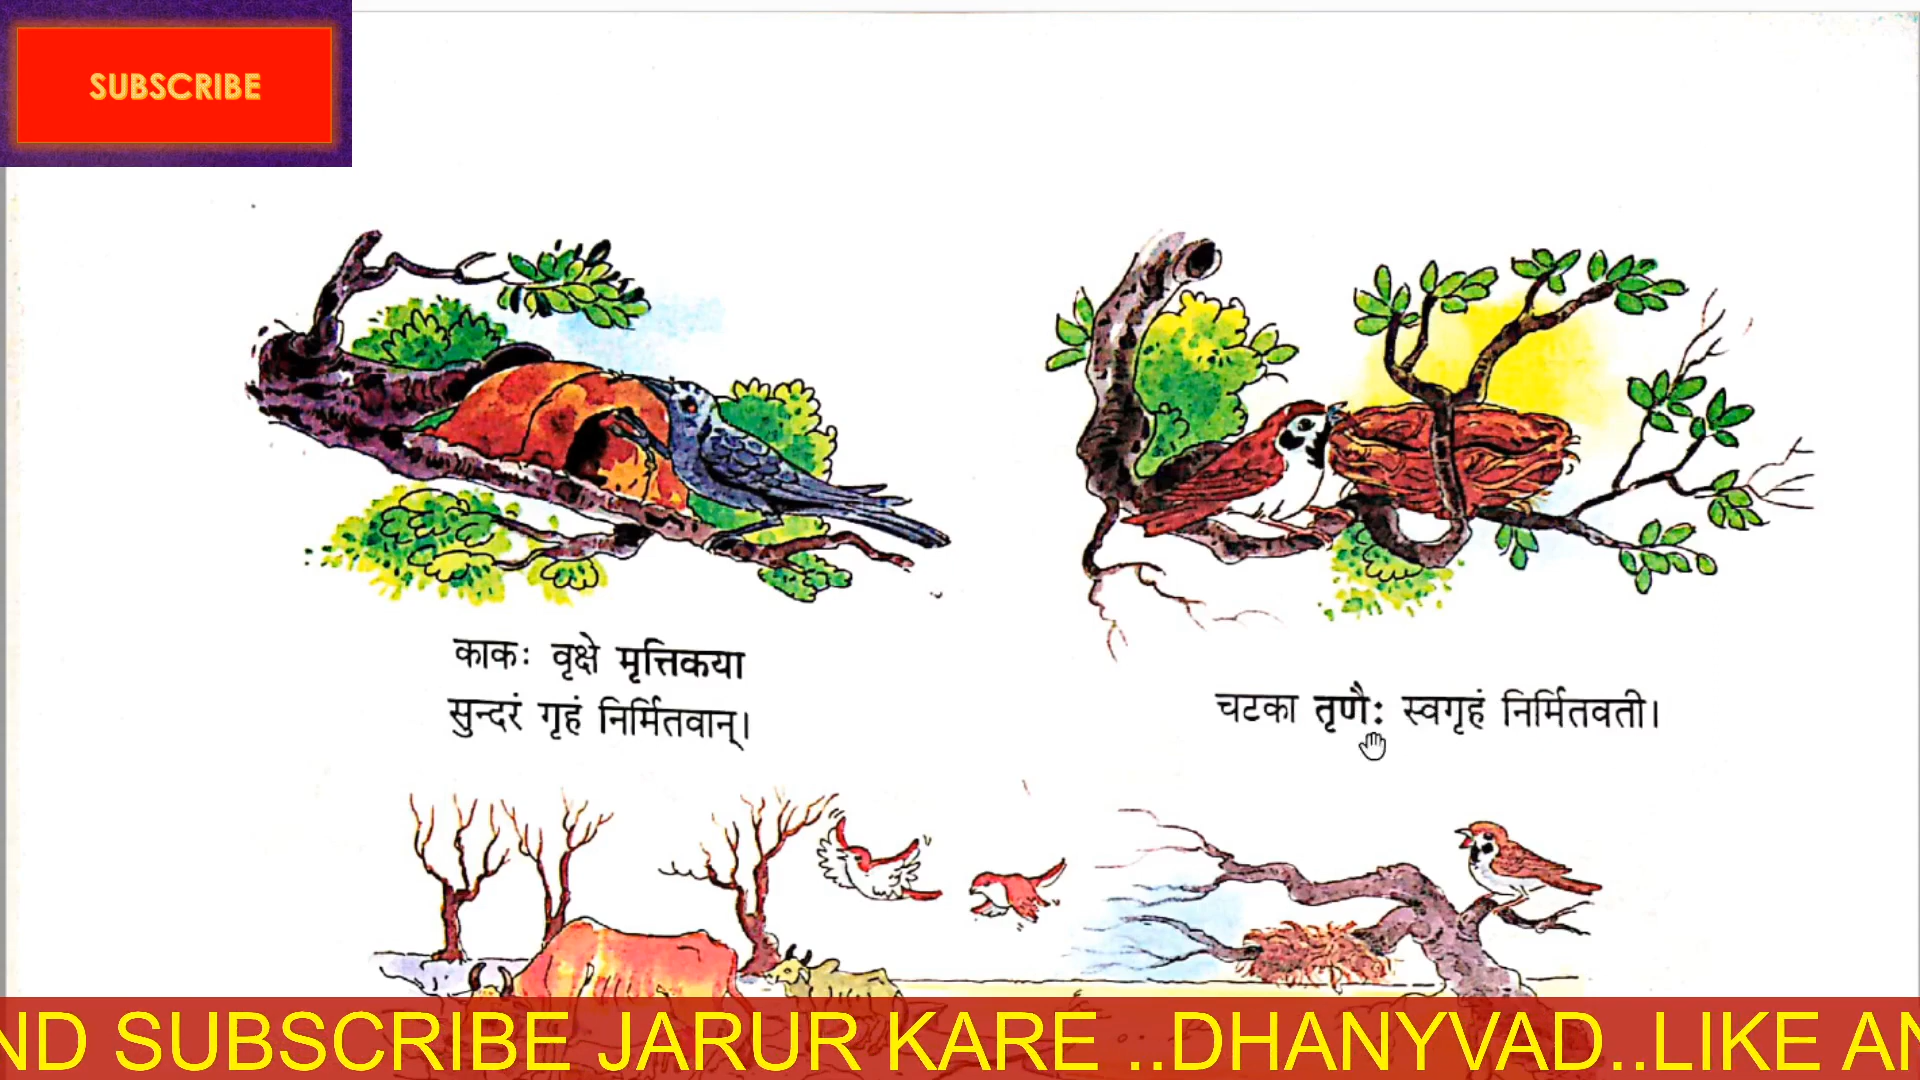 SUBSCRIBE
काकः वृक्षे मृत्तिकया
सुन्दरं गृहं निर्मितवान्।
चटका तृणैः स्वगृहं निर्मितवती।
ND SUBSCRIBE JARUR KARE ..DHANYVAD..LIKE AN